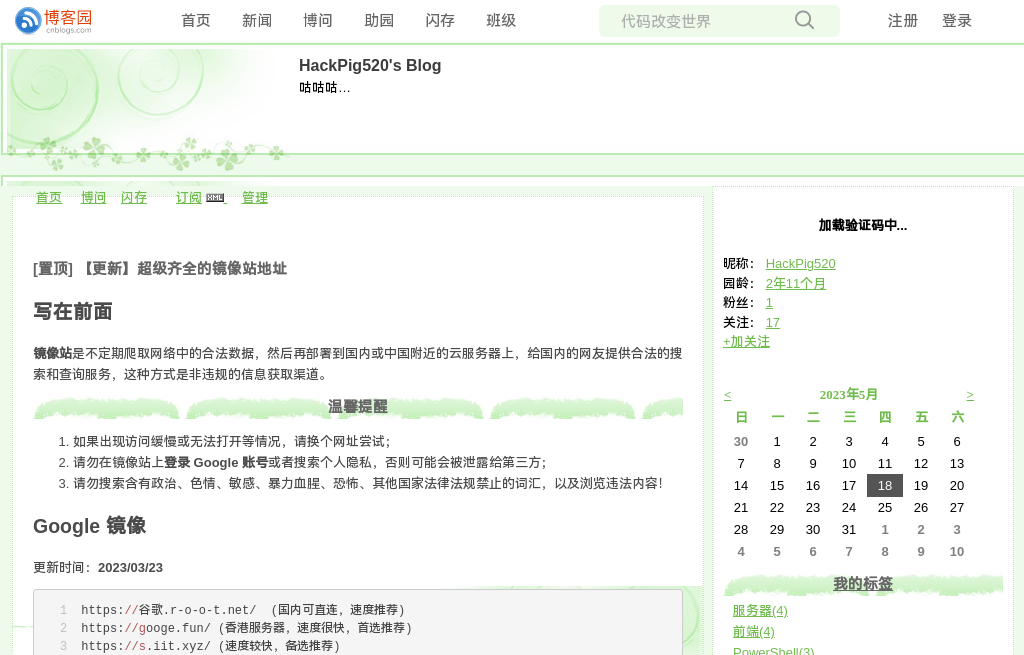 博客园
cnblogs.com
首页 新闻 博问 助园 闪存 班级
代码改变世界
注册 登录
HackPig520's Blog
咕咕咕…
首页 博问 闪存 订阅 XML 管理
[置顶] 【更新】超级齐全的镜像站地址
写在前面
镜像站是不定期爬取网络中的合法数据，然后再部署到国内或中国附近的云服务器上，给国内的网友提供合法的搜
索和查询服务，这种方式是非违规的信息获取渠道。
温馨提醒
1. 如果出现访问缓慢或无法打开等情况，请换个网址尝试；
2. 请勿在镜像站上登录 Google 账号或者搜索个人隐私，否则可能会被泄露给第三方；
3. 请勿搜索含有政治、色情、敏感、暴力血腥、恐怖、其他国家法律法规禁止的词汇，以及浏览违法内容！
Google 镜像
更新时间：2023/03/23
1 https://谷歌.r-o-o-t.net/ （国内可直连，速度推荐）
2 https://googe.fun/ (香港服务器，速度很快，首选推荐)
3 https://s.iit.xyz/ (速度较快，备选推荐)
加载验证码中...
昵称： HackPig520
园龄： 2年11个月
粉丝： 1
关注： 17
+加关注
< 2023年5月 >
日 一 二 三 四 五 六
30 1 2 3 4 5 6
7 8 9 10 11 12 13
14 15 16 17 18 19 20
21 22 23 24 25 26 27
28 29 30 31 1 2 3
4 5 6 7 8 9 10
我的标签
服务器(4)
前端(4)
PowerShell(3)